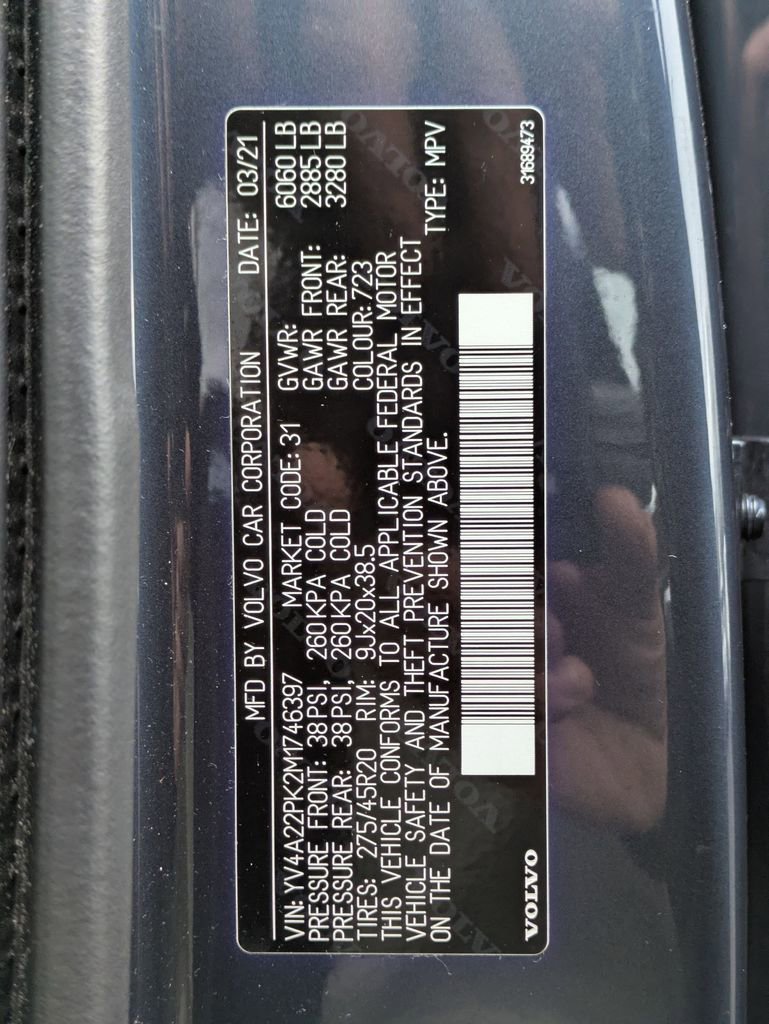 MFD BY VOLVO CAR CORPORATION DATE: 03/21
VIN: YV4A22PK2M1746397 MARKET CODE: 31 GVWR: 6060 LB
PRESSURE FRONT: 38PSI, 260KPA COLD GAWR FRONT: 2885 LB
PRESSURE REAR: 38PSI, 260KPA COLD GAWR REAR: 3280 LB
TIRES: 275/45R20 RIM: 9Jx20x38.5 COLOUR: 723
THIS VEHICLE CONFORMS TO ALL APPLICABLE FEDERAL MOTOR
VEHICLE SAFETY AND THEFT PREVENTION STANDARDS IN EFFECT
ON THE DATE OF MANUFACTURE SHOWN ABOVE. TYPE: MPV
VOLVO 31689473